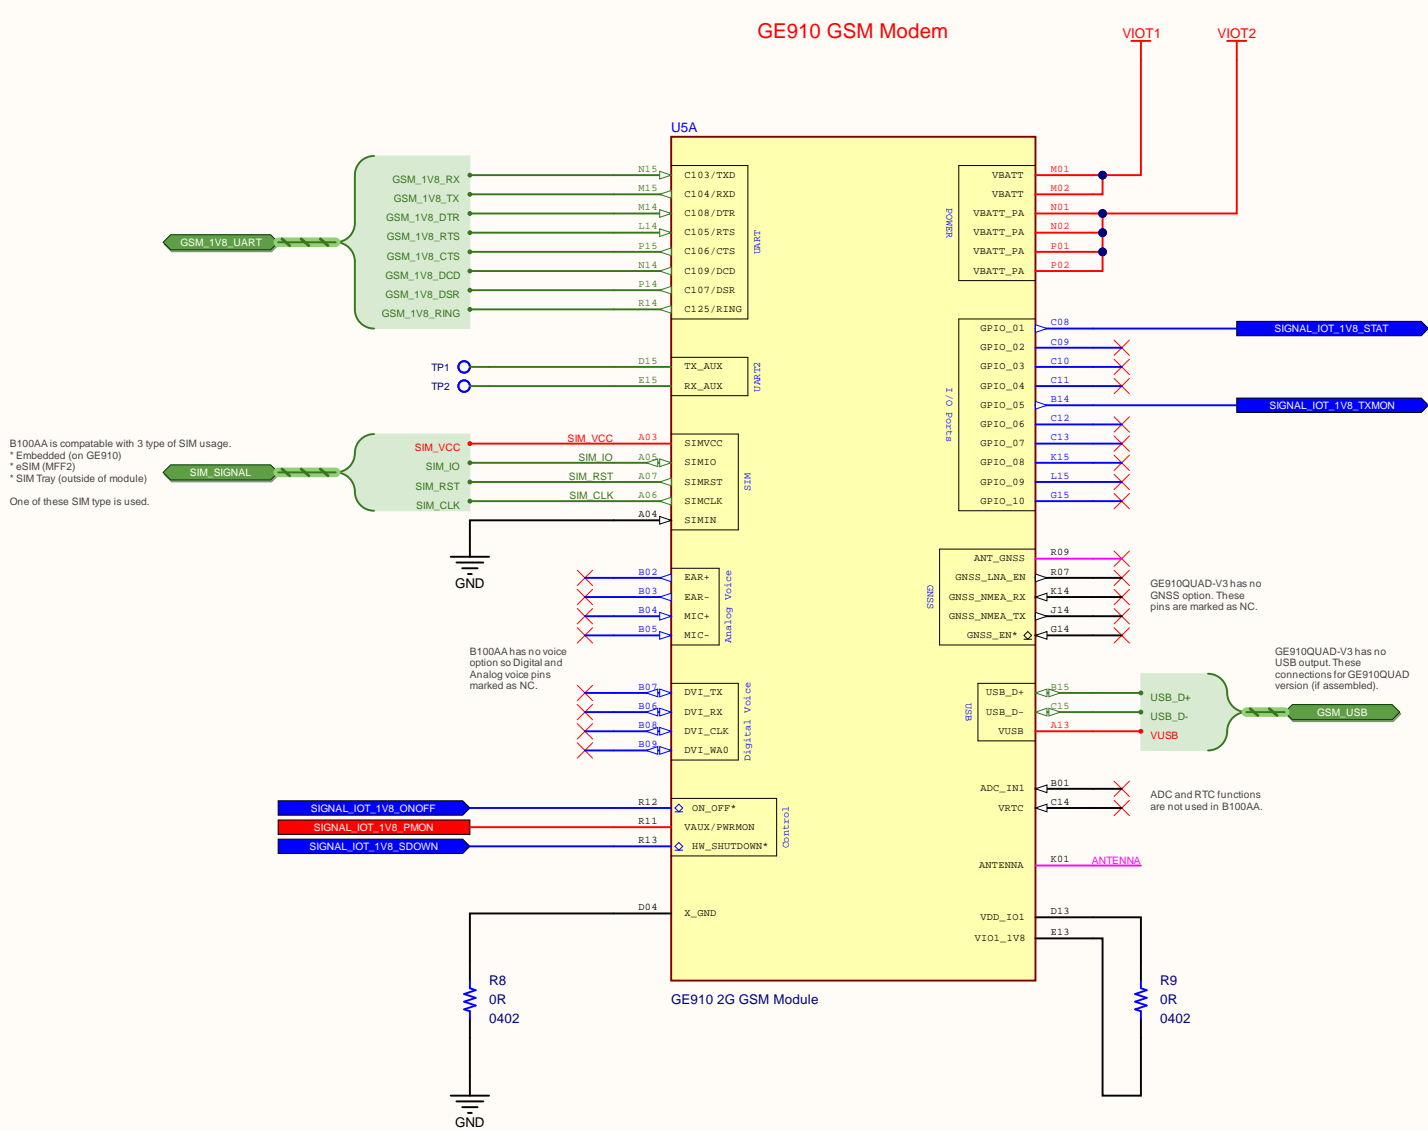 GE910 GSM Modem
VIOT1
VIOT2
U5A
GSM_1V8_UART
GSM_1V8_RX
GSM_1V8_TX
GSM_1V8_DTR
GSM_1V8_RTS
GSM_1V8_CTS
GSM_1V8_DCD
GSM_1V8_DSR
GSM_1V8_RING
N15
M15
M14
L14
P15
N14
P14
R14
C103/TXD
C104/RXD
C108/DTR
C105/RTS
C106/CTS
C109/DCD
C107/DSR
C125/RING
UART
TP1
TP2
D15
E15
TX_AUX
RX_AUX
UART2
B100AA is compatable with 3 type of SIM usage.
* Embedded (on GE910)
* eSIM (MFF2)
* SIM Tray (outside of module)
One of these SIM type is used.
SIM_SIGNAL
SIM_VCC
SIM_IO
SIM_RST
SIM_CLK
SIM_VCC
SIM_IO
SIM_RST
SIM_CLK
A03
A05
A07
A06
A04
SIMVCC
SIMIO
SIMRST
SIMCLK
SIMIN
SIM
GND
B02
B03
B04
B05
EAR+
EAR-
MIC+
MIC-
Analog Voice
B100AA has no voice
option so Digital and
Analog voice pins
marked as NC.
B07
B06
B08
B09
DVI_TX
DVI_RX
DVI_CLK
DVI_WA0
Digital Voice
SIGNAL_IOT_1V8_ONOFF
SIGNAL_IOT_1V8_PMON
SIGNAL_IOT_1V8_SDOWN
R12
R11
R13
ON_OFF*
VAUX/PWRMON
HW_SHUTDOWN*
Control
D04
X_GND
R8
0R
0402
GND
GE910 2G GSM Module
VBATT
VBATT
VBATT_PA
VBATT_PA
VBATT_PA
VBATT_PA
POWER
M01
M02
N01
N02
P01
P02
GPIO_01
GPIO_02
GPIO_03
GPIO_04
GPIO_05
GPIO_06
GPIO_07
GPIO_08
GPIO_09
GPIO_10
I/O Ports
C08
C09
C10
C11
B14
C12
C13
K15
L15
G15
SIGNAL_IOT_1V8_STAT
SIGNAL_IOT_1V8_TXMON
ANT_GNSS
GNSS_LNA_EN
GNSS_NMEA_RX
GNSS_NMEA_TX
GNSS_EN*
GNSS
R09
R07
K14
J14
G14
GE910QUAD-V3 has no
GNSS option. These
pins are marked as NC.
GE910QUAD-V3 has no
USB output. These
connections for GE910QUAD
version (if assembled).
USB_D+
USB_D-
VUSB
USB
B15
C15
A13
USB_D+
USB_D-
VUSB
GSM_USB
ADC_IN1
VRTC
B01
C14
ADC and RTC functions
are not used in B100AA.
ANTENNA
K01
ANTENNA
VDD_IO1
VIO1_1V8
D13
E13
R9
0R
0402